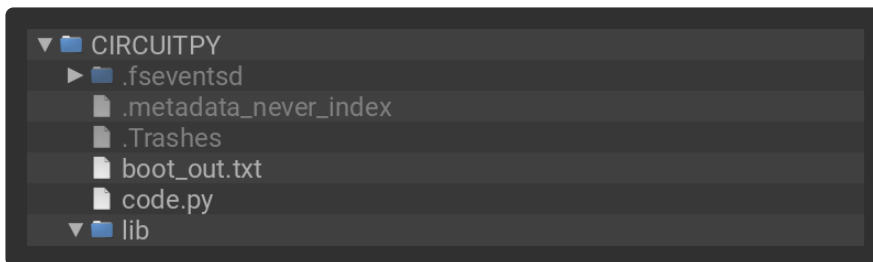 CIRCUITPY
.fseventsd
.metadata_never_index
.Trashes
boot_out.txt
code.py
lib